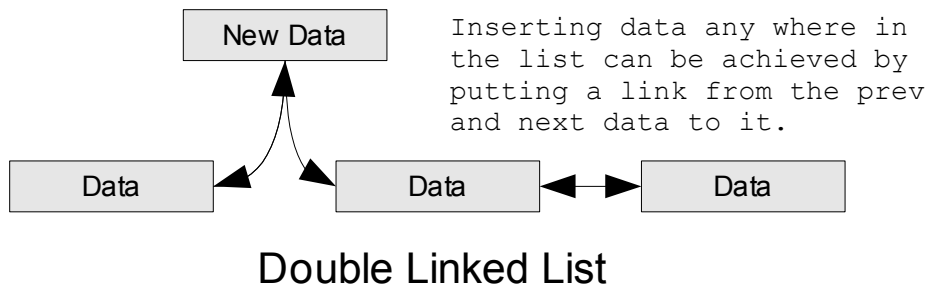 New Data
Inserting data any where in
the list can be achieved by
putting a link from the prev
and next data to it.
Data
Data
Data
Double Linked List